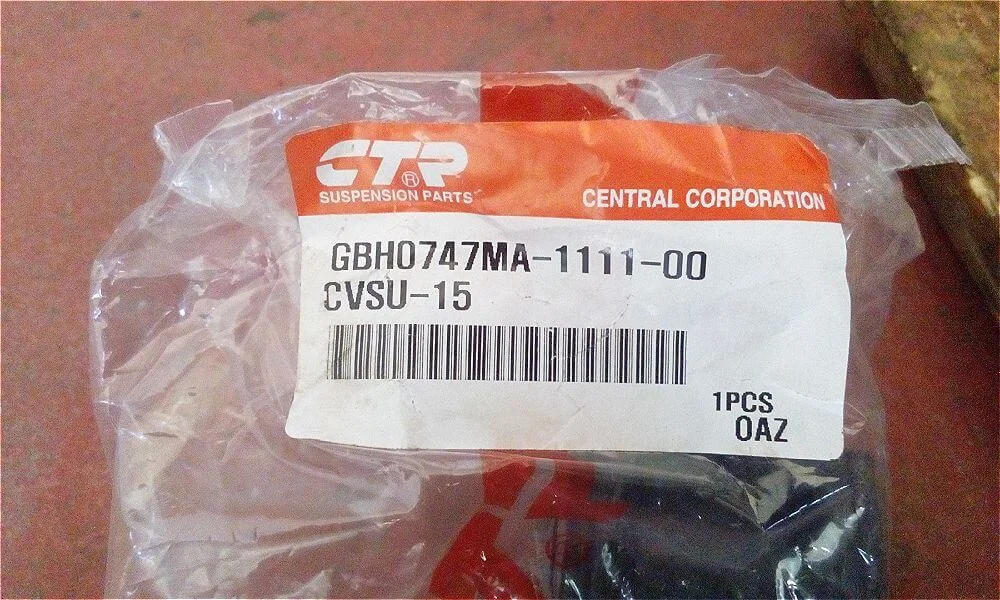 CTR®
SUSPENSION PARTS
CENTRAL CORPORATION
GBH0747MA-1111-00
CVSU-15
1PCS
OAZ